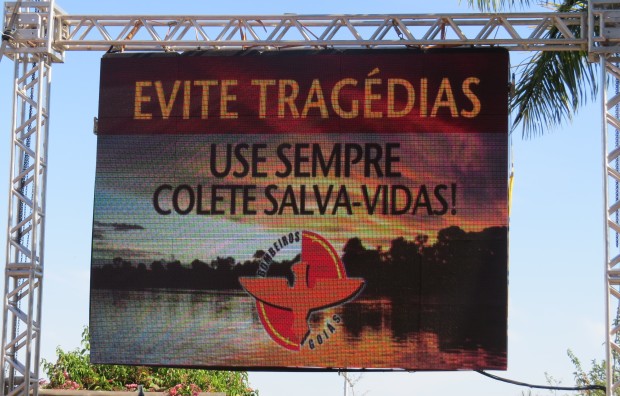 EVITE TRAGÉDIAS
USE SEMPRE
COLETE SALVA-VIDAS!
BOMBEIROS
GOIÁS